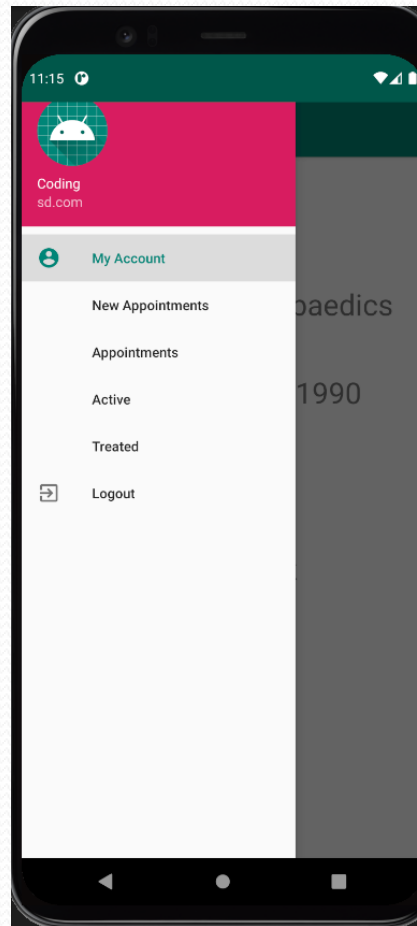 11:15
Coding
sd.com
My Account
New Appointments
paedics
Appointments
1990
Active
Treated
Logout